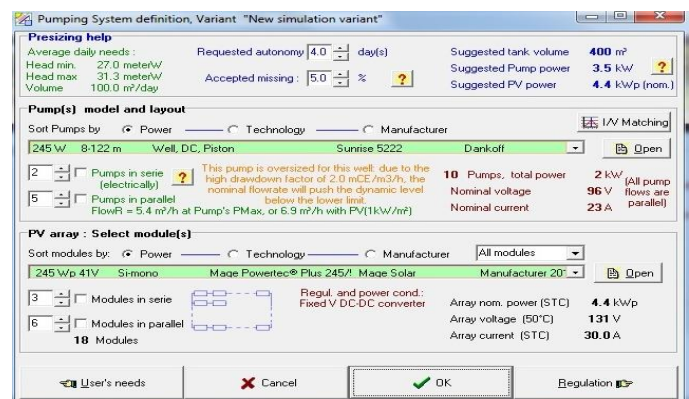 Pumping System definition, Variant "New simulation variant"
Presizing help
Average daily needs :
Head min. 27.0 meterW
Head max 31.3 meterW
Volume 100.0 m³/day
Requested autonomy 4.0 day(s)
Accepted missing : 5.0 % ?
Suggested tank volume 400 m³
Suggested Pump power 3.5 kW ?
Suggested PV power 4.4 kWp (nom.)
Pump(s) model and layout
I/V Matching
Sort Pumps by Power Technology Manufacturer
245 W 8-122 m Well, DC, Piston Sunrise 5222 Dankoff
Open
2 Pumps in serie
(electrically) ?
5 Pumps in parallel
This pump is oversized for this well: due to the
high drawdown factor of 2.0 mCE/m3/h, the
nominal flowrate will push the dynamic level
below the lower limit.
FlowR = 5.4 m³/h at Pump's PMax, or 6.9 m³/h with PV(1kW/m²)
10 Pumps, total power 2 kW
Nominal voltage 96 V
Nominal current 23 A
(All pump
flows are
parallel)
PV array : Select module(s)
Sort modules by: Power Technology Manufacturer All modules
245 Wp 41V Si-mono Mage Powertec® Plus 245/! Mage Solar Manufacturer 20'
Open
3 Modules in serie
6 Modules in parallel
18 Modules
Regul. and power cond.:
Fixed V DC-DC converter
Array nom. power (STC) 4.4 kWp
Array voltage (50°C) 131 V
Array current (STC) 30.0 A
User's needs
Cancel
OK
Regulation